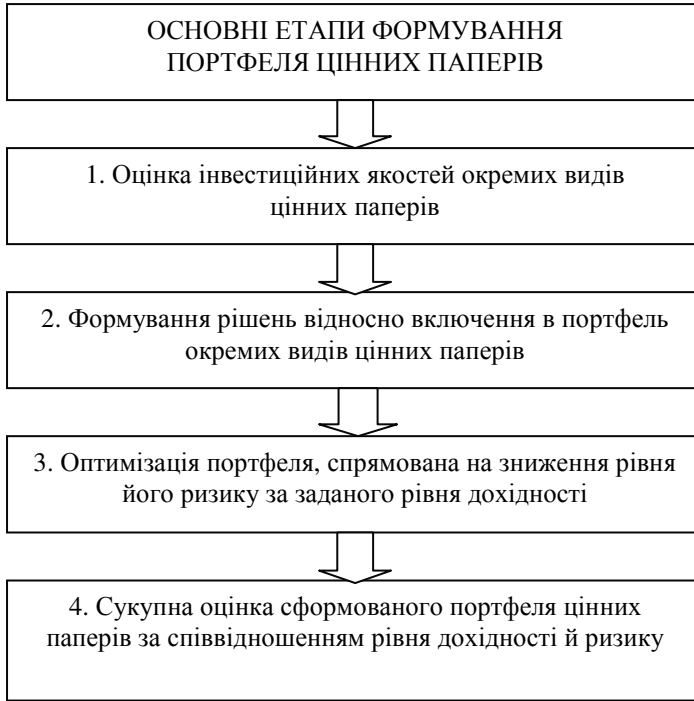 ОСНОВНІ ЕТАПИ ФОРМУВАННЯ
ПОРТФЕЛЯ ЦІННИХ ПАПЕРІВ
1. Оцінка інвестиційних якостей окремих видів
цінних паперів
2. Формування рішень відносно включення в портфель
окремих видів цінних паперів
3. Оптимізація портфеля, спрямована на зниження рівня
його ризику за заданого рівня дохідності
4. Сукупна оцінка сформованого портфеля цінних
паперів за співвідношенням рівня дохідності й ризику